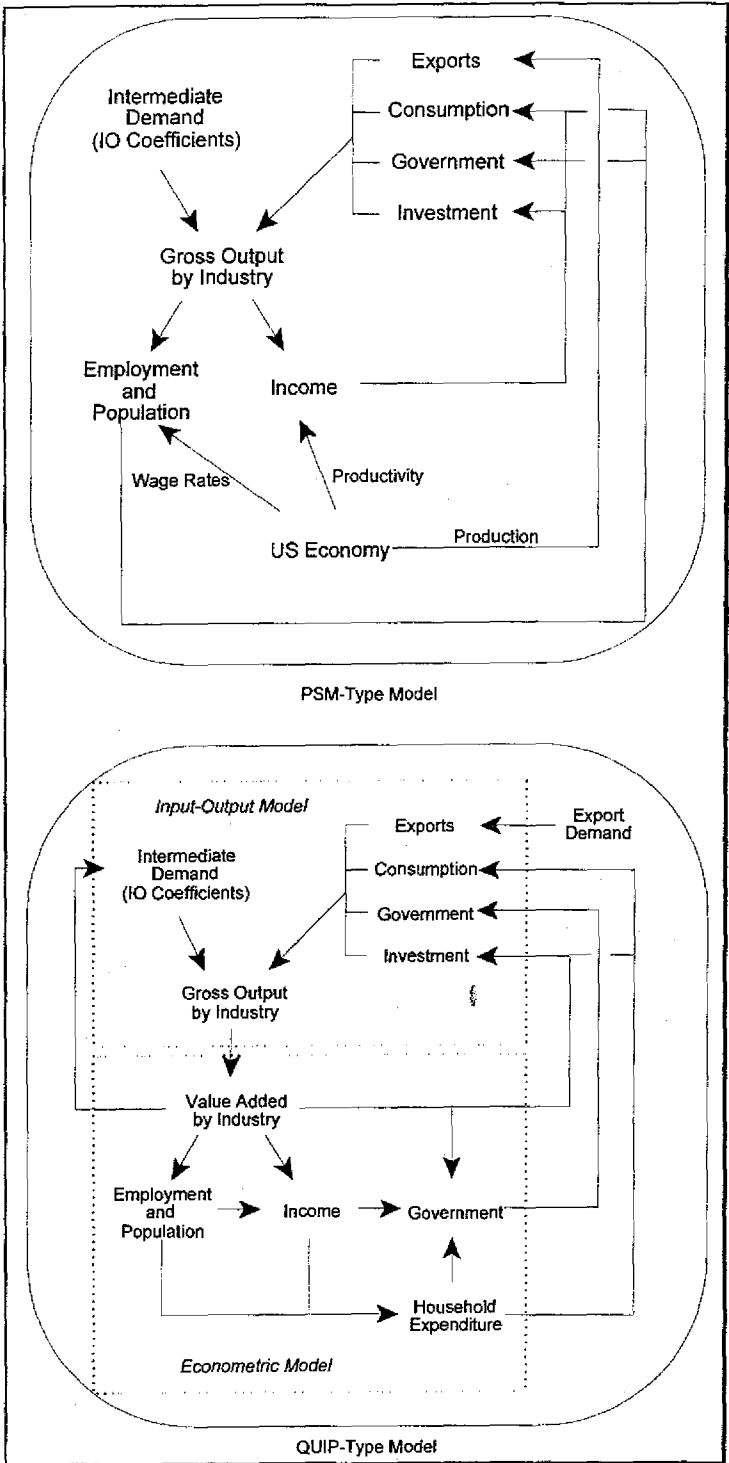 Exports
Intermediate
Demand
(IO Coefficients)
Consumption
Government
Investment
Gross Output
by Industry
Employment
and
Population
Income
Wage Rates
Productivity
US Economy
Production
PSM-Type Model
Input-Output Model
Exports
Export
Demand
Intermediate
Demand
(IO Coefficients)
Consumption
Government
Investment
Gross Output
by Industry
Value Added
by Industry
Employment
and
Population
Income
Government
Household
Expenditure
Econometric Model
QUIP-Type Model